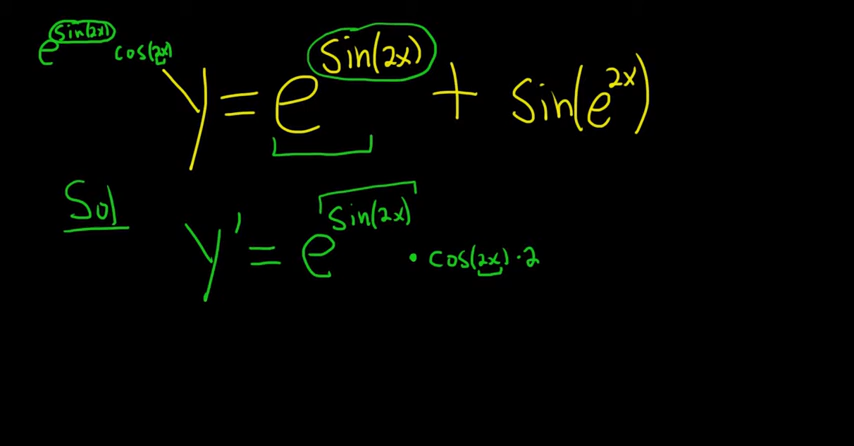 e^sin(2x) cos(2x)
y = e^sin(2x) + sin(e^2x)
Sol
y' = e^sin(2x) · cos(2x) · 2